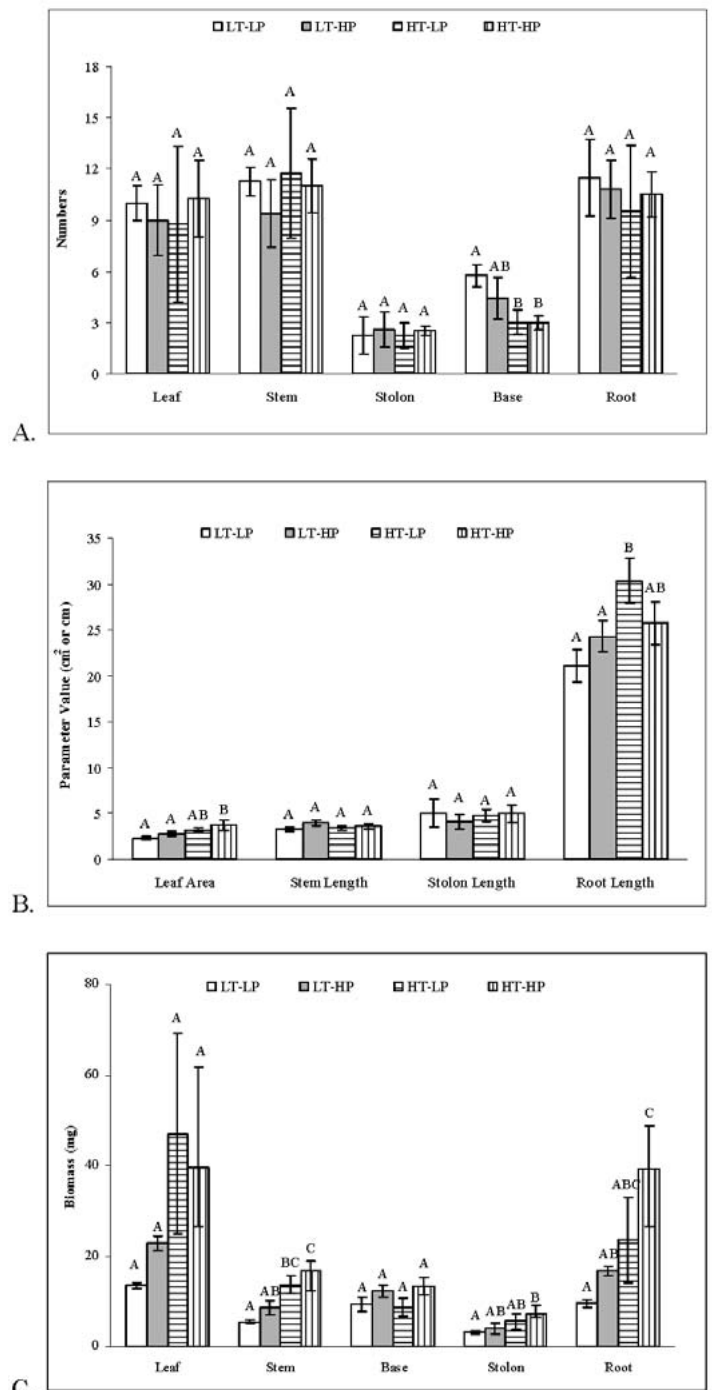 LT-LP LT-HP HT-LP HT-HP
18
15
12
9
6
3
0
Numbers
A A A A
A A A A
A A A A
A AB B B
A A A A
Leaf Stem Stolon Base Root
A.
LT-LP LT-HP HT-LP HT-HP
35
30
25
20
15
10
5
0
Parameter Value (cm2 or cm)
A A AB B
A A A A
A A A A
A A B AB
Leaf Area Stem Length Stolon Length Root Length
B.
80
60
40
20
0
LT-LP LT-HP HT-LP HT-HP
Biomass (mg)
A A A A
A AB BC C
A A A A
A AB AB B
A AB ABC C
Leaf Stem Base Stolon Root
C.